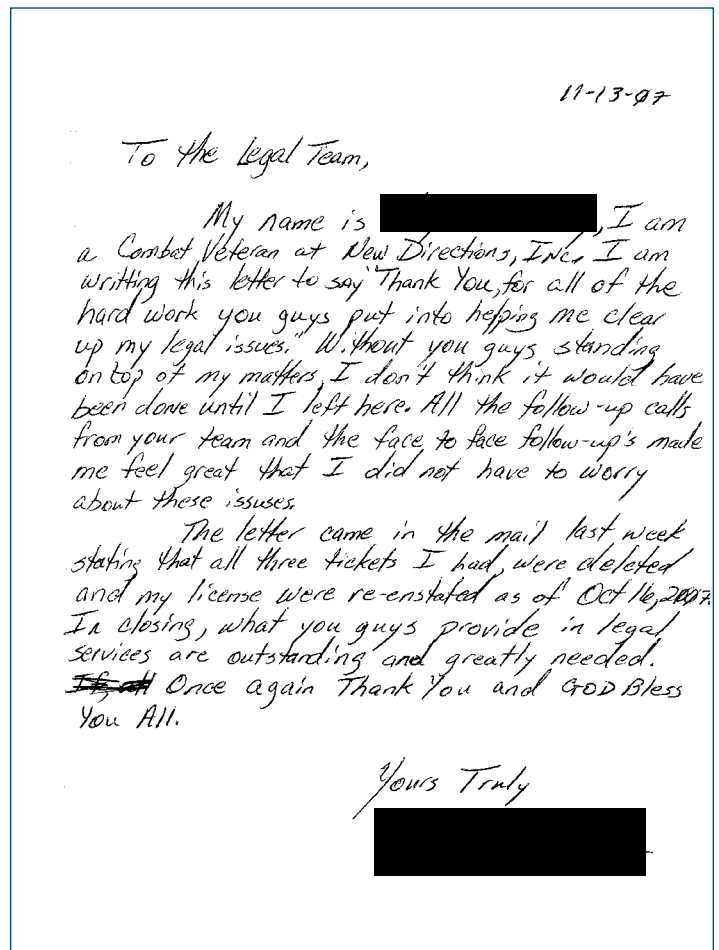 11-13-07
To the Legal Team,
My name is , I am
a Combat Veteran at New Directions, Inc. I am
writting this letter to say "Thank You, for all of the
hard work you guys put into helping me clear
up my legal issues." Without you guys standing
on top of my matters, I don't think it would have
been done until I left here. All the follow-up calls
from your team and the face to face follow-up's made
me feel great that I did not have to worry
about these issuses.
The letter came in the mail last week
stating that all three tickets I had, were deleted
and my license were re-enstated as of Oct 16, 2007.
In closing, what you guys provide in legal
services are outstanding and greatly needed.
Once again Thank You and GOD Bless
You All.
Yours Truly